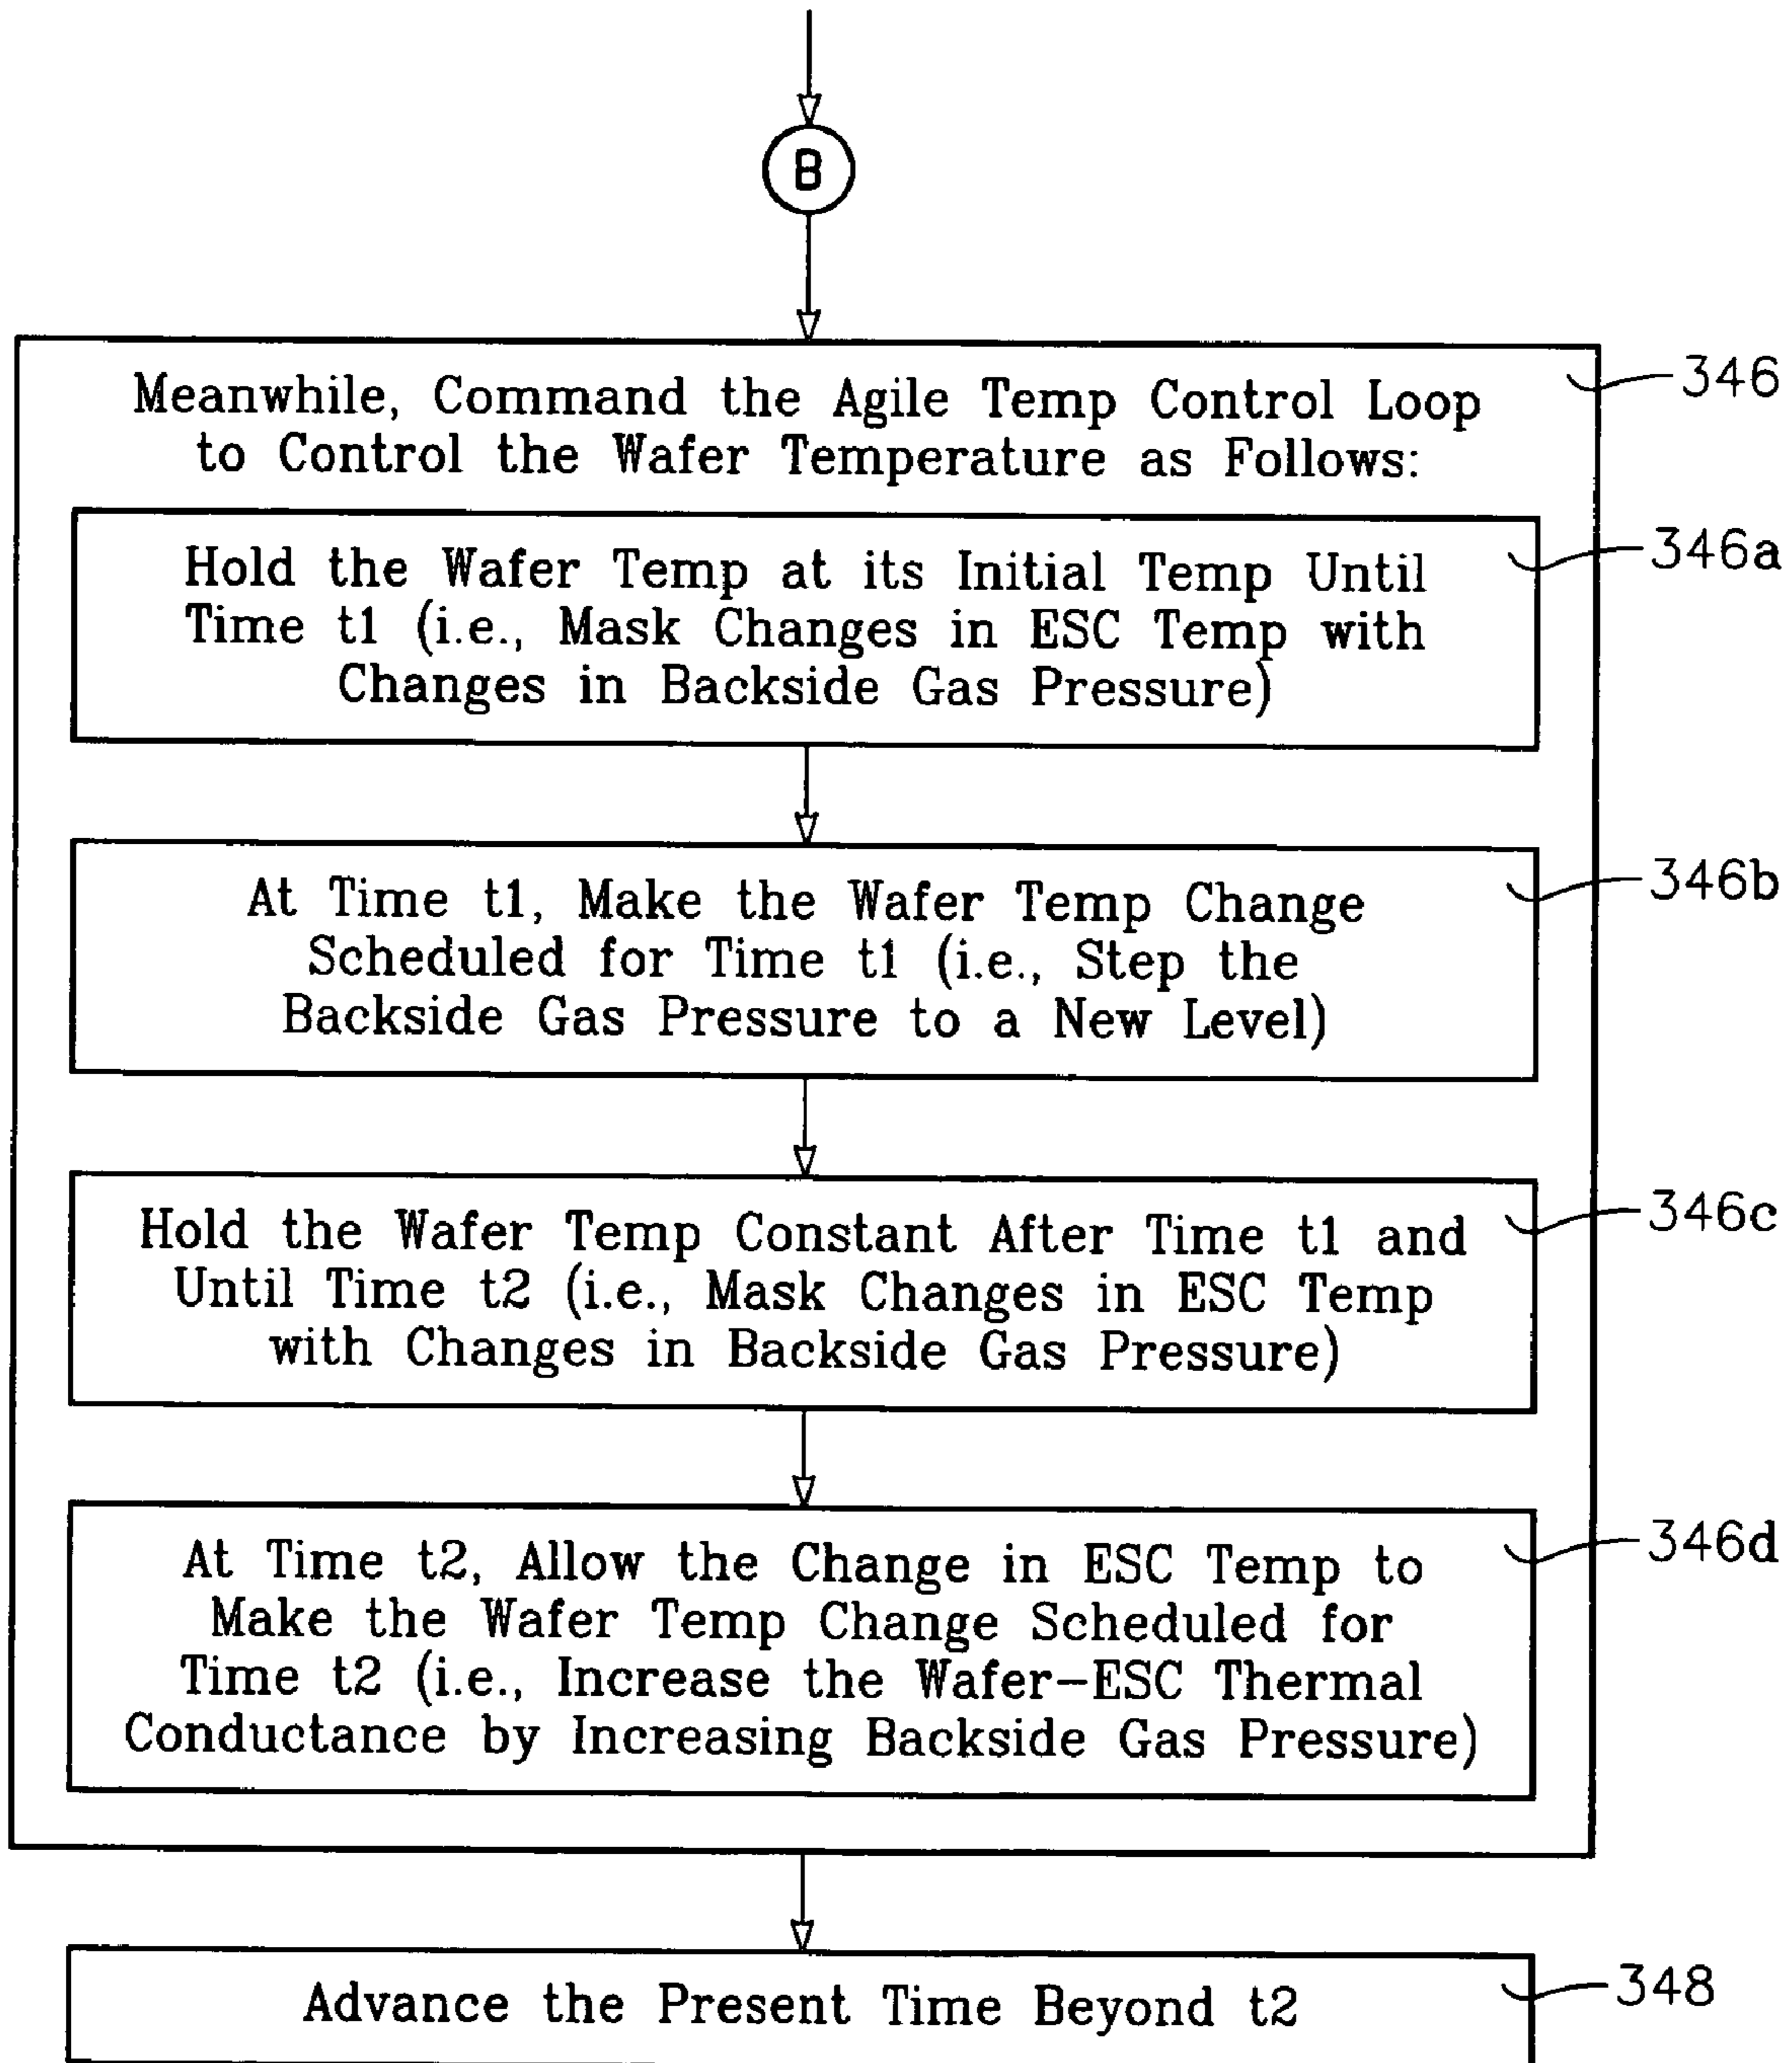 B
Meanwhile, Command the Agile Temp Control Loop
to Control the Wafer Temperature as Follows:
346
Hold the Wafer Temp at its Initial Temp Until
Time t1 (i.e., Mask Changes in ESC Temp with
Changes in Backside Gas Pressure)
346a
At Time t1, Make the Wafer Temp Change
Scheduled for Time t1 (i.e., Step the
Backside Gas Pressure to a New Level)
346b
Hold the Wafer Temp Constant After Time t1 and
Until Time t2 (i.e., Mask Changes in ESC Temp
with Changes in Backside Gas Pressure)
346c
At Time t2, Allow the Change in ESC Temp to
Make the Wafer Temp Change Scheduled for
Time t2 (i.e., Increase the Wafer-ESC Thermal
Conductance by Increasing Backside Gas Pressure)
346d
Advance the Present Time Beyond t2
348